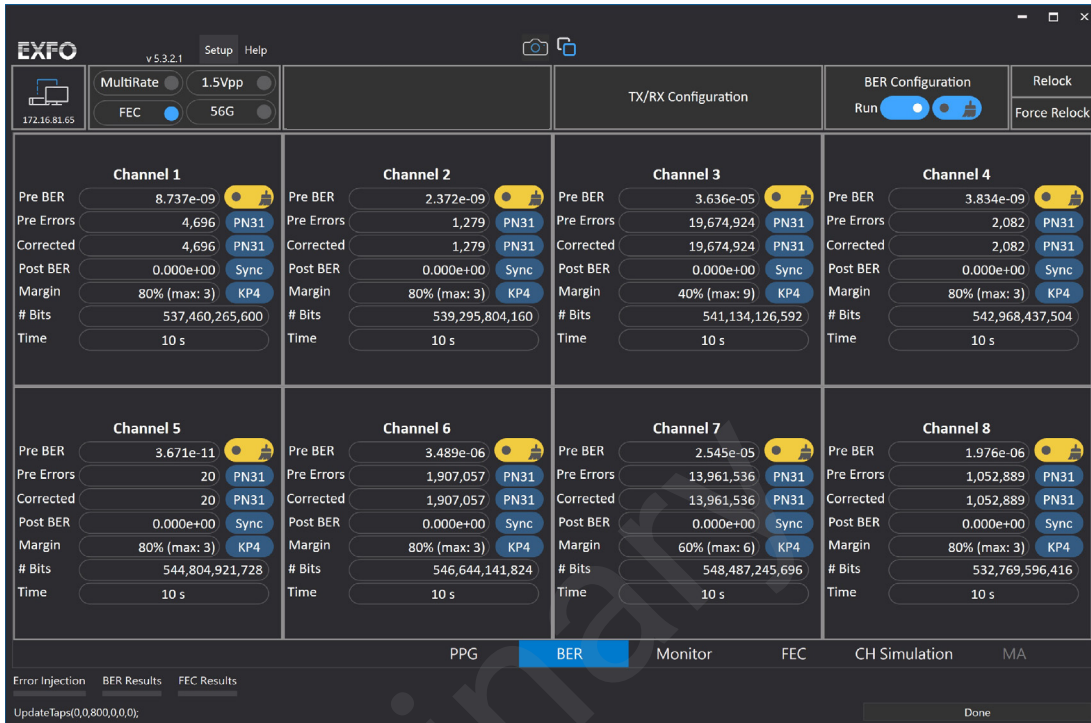 EXFO v 5.3.2.1 Setup Help
172.16.81.65
MultiRate 1.5Vpp
FEC 56G
TX/RX Configuration
BER Configuration
Run
Relock
Force Relock
Channel 1
Pre BER 8.737e-09
Pre Errors 4,696 PN31
Corrected 4,696 PN31
Post BER 0.000e+00 Sync
Margin 80% (max: 3) KP4
# Bits 537,460,265,600
Time 10 s
Channel 2
Pre BER 2.372e-09
Pre Errors 1,279 PN31
Corrected 1,279 PN31
Post BER 0.000e+00 Sync
Margin 80% (max: 3) KP4
# Bits 539,295,804,160
Time 10 s
Channel 3
Pre BER 3.636e-05
Pre Errors 19,674,924 PN31
Corrected 19,674,924 PN31
Post BER 0.000e+00 Sync
Margin 40% (max: 9) KP4
# Bits 541,134,126,592
Time 10 s
Channel 4
Pre BER 3.834e-09
Pre Errors 2,082 PN31
Corrected 2,082 PN31
Post BER 0.000e+00 Sync
Margin 80% (max: 3) KP4
# Bits 542,968,437,504
Time 10 s
Channel 5
Pre BER 3.671e-11
Pre Errors 20 PN31
Corrected 20 PN31
Post BER 0.000e+00 Sync
Margin 80% (max: 3) KP4
# Bits 544,804,921,728
Time 10 s
Channel 6
Pre BER 3.489e-06
Pre Errors 1,907,057 PN31
Corrected 1,907,057 PN31
Post BER 0.000e+00 Sync
Margin 80% (max: 3) KP4
# Bits 546,644,141,824
Time 10 s
Channel 7
Pre BER 2.545e-05
Pre Errors 13,961,536 PN31
Corrected 13,961,536 PN31
Post BER 0.000e+00 Sync
Margin 60% (max: 6) KP4
# Bits 548,487,245,696
Time 10 s
Channel 8
Pre BER 1.976e-06
Pre Errors 1,052,889 PN31
Corrected 1,052,889 PN31
Post BER 0.000e+00 Sync
Margin 80% (max: 3) KP4
# Bits 532,769,596,416
Time 10 s
PPG BER Monitor FEC CH Simulation MA
Error Injection BER Results FEC Results
UpdateTaps(0,0,800,0,0,0); Done